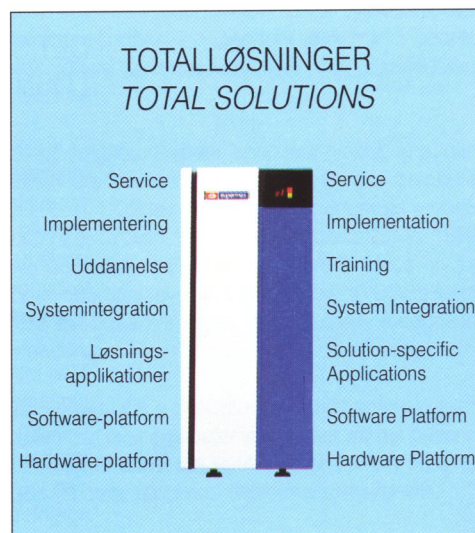 TOTALLØSNINGER
TOTAL SOLUTIONS
Service
Implementering
Uddannelse
Systemintegration
Løsnings-
applikationer
Software-platform
Hardware-platform
Service
Implementation
Training
System Integration
Solution-specific
Applications
Software Platform
Hardware Platform